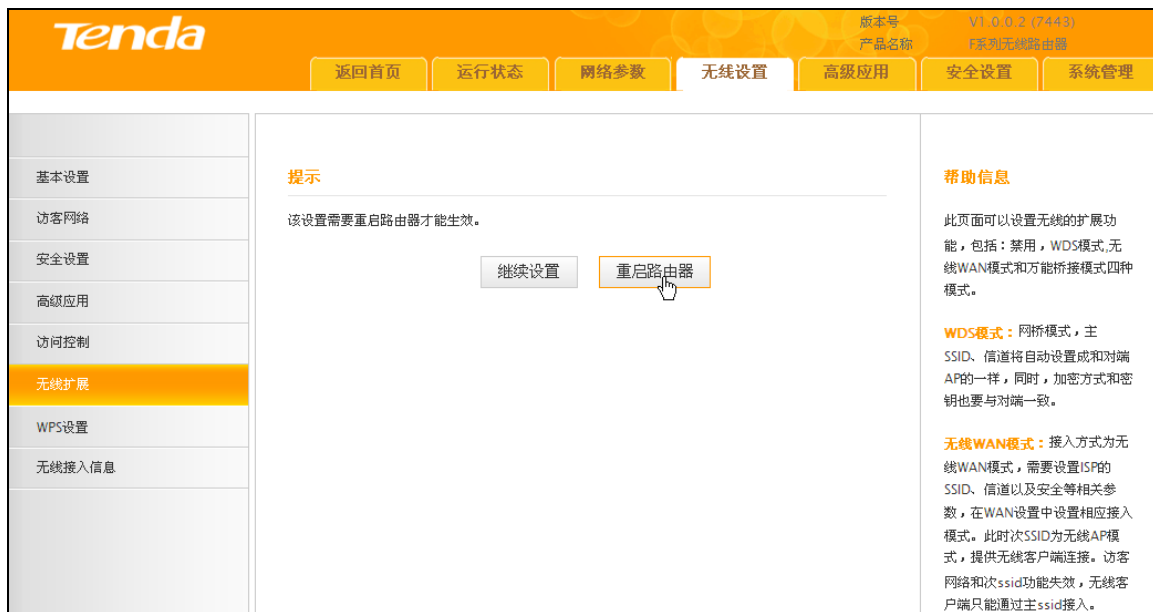 Tenda
版本号 V1.0.0.2 (7443)
产品名称 F系列无线路由器
返回首页 运行状态 网络参数 无线设置 高级应用 安全设置 系统管理
基本设置
访客网络
安全设置
高级应用
访问控制
无线扩展
WPS设置
无线接入信息
提示
该设置需要重启路由器才能生效。
继续设置 重启路由器
帮助信息
此页面可以设置无线的扩展功
能，包括：禁用，WDS模式,无
线WAN模式和万能桥接模式四种
模式。
WDS模式：网桥模式，主
SSID、信道将自动设置成和对端
AP的一样，同时，加密方式和密
钥也要与对端一致。
无线WAN模式：接入方式为无
线WAN模式，需要设置ISP的
SSID、信道以及安全等相关参
数，在WAN设置中设置相应接入
模式。此时次SSID为无线AP模
式，提供无线客户端连接。访客
网络和次ssid功能失效，无线客
户端只能通过主ssid接入。